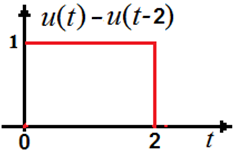 u(t) – u(t-2)
1
0
2
t